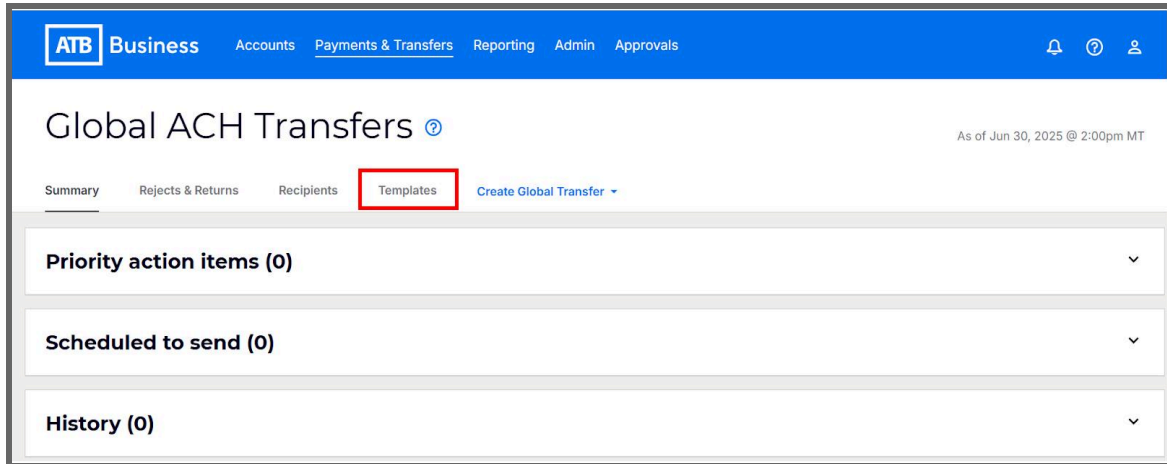 ATB Business Accounts Payments & Transfers Reporting Admin Approvals
Global ACH Transfers
As of Jun 30, 2025 @ 2:00pm MT
Summary Rejects & Returns Recipients Templates Create Global Transfer
Priority action items (0)
Scheduled to send (0)
History (0)